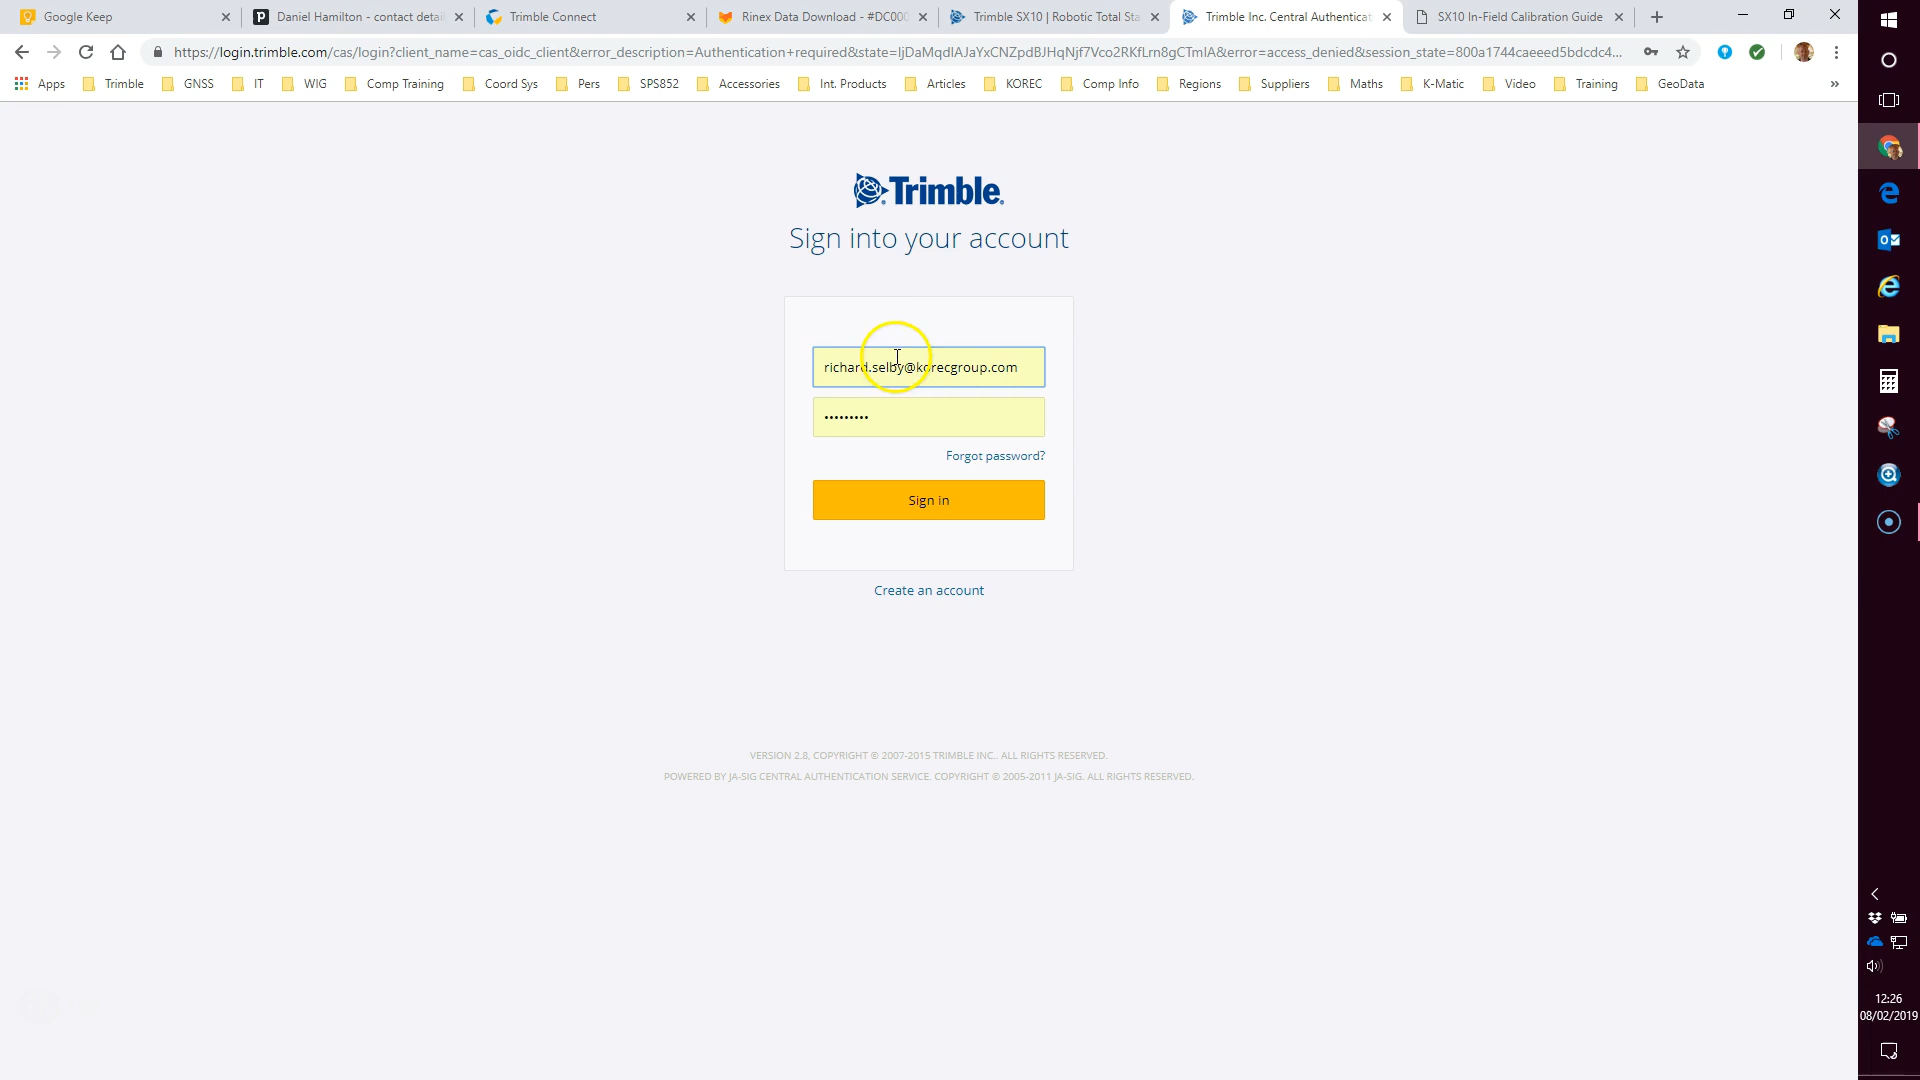 Google Keep
Daniel Hamilton - contact detai
Trimble Connect
Rinex Data Download - #DC000
Trimble SX10 | Robotic Total Sta
Trimble Inc. Central Authenticat
SX10 In-Field Calibration Guide
https://login.trimble.com/cas/login?client_name=cas_oidc_client&error_description=Authentication+required&state=IjDaMqdIAJaYxCNZpdBJHqNjf7Vco2RKfLrn8gCTmIA&error=access_denied&session_state=800a1744caeeed5bdcdc4...
Apps Trimble GNSS IT WIG Comp Training Coord Sys Pers SPS852 Accessories Int. Products Articles KOREC Comp Info Regions Suppliers Maths K-Matic Video Training GeoData »
Trimble.
Sign into your account
richard.selby@korecgroup.com
•••••••••
Forgot password?
Sign in
Create an account
VERSION 2.8, COPYRIGHT © 2007-2015 TRIMBLE INC.. ALL RIGHTS RESERVED.
POWERED BY JA-SIG CENTRAL AUTHENTICATION SERVICE. COPYRIGHT © 2005-2011 JA-SIG. ALL RIGHTS RESERVED.
12:26
08/02/2019